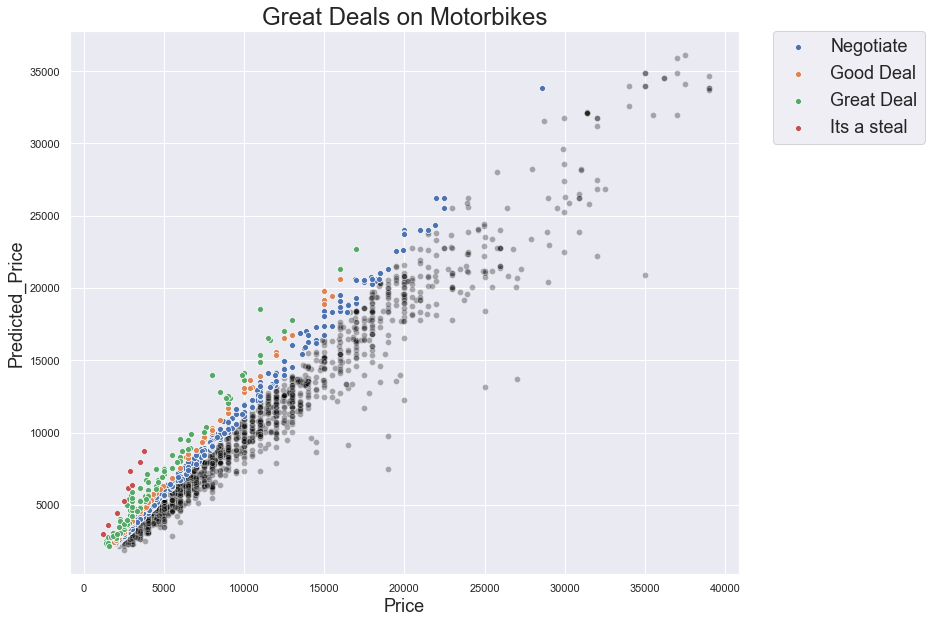 Great Deals on Motorbikes
Negotiate
Good Deal
Great Deal
Its a steal
Predicted_Price
35000
30000
25000
20000
15000
10000
5000
0 5000 10000 15000 20000 25000 30000 35000 40000
Price